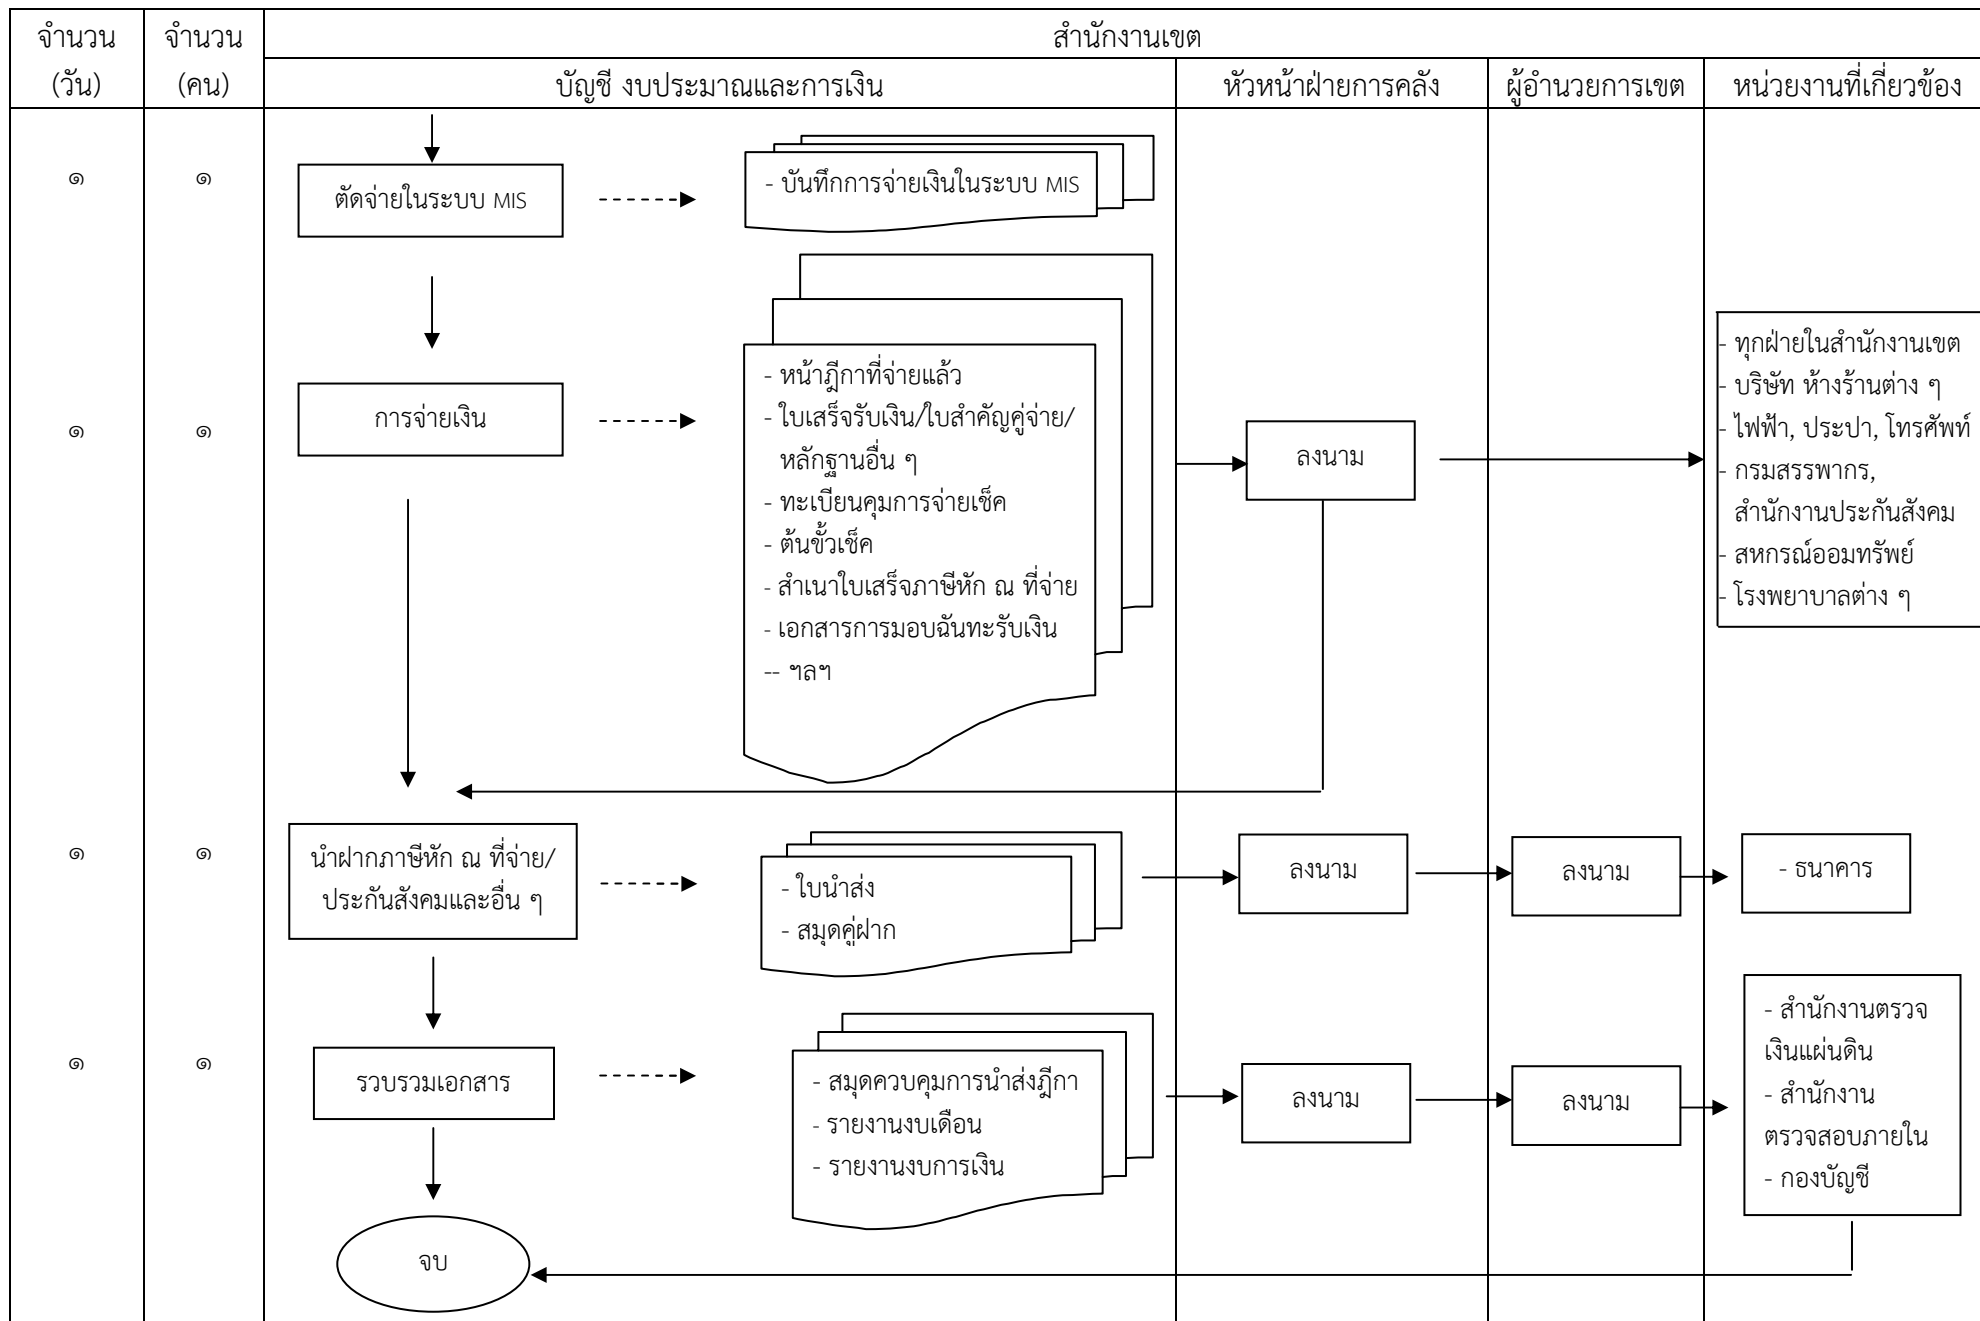 จำนวน
(วัน)
จำนวน
(คน)
สำนักงานเขต
บัญชี งบประมาณและการเงิน
หัวหน้าฝ่ายการคลัง
ผู้อำนวยการเขต
หน่วยงานที่เกี่ยวข้อง
๑
๑
ตัดจ่ายในระบบ MIS
- บันทึกการจ่ายเงินในระบบ MIS
๑
๑
การจ่ายเงิน
- หน้าฎีกาที่จ่ายแล้ว
- ใบเสร็จรับเงิน/ใบสำคัญคู่จ่าย/
หลักฐานอื่น ๆ
- ทะเบียนคุมการจ่ายเช็ค
- ต้นขั้วเช็ค
- สำเนาใบเสร็จภาษีหัก ณ ที่จ่าย
- เอกสารการมอบฉันทะรับเงิน
-- ฯลฯ
ลงนาม
- ทุกฝ่ายในสำนักงานเขต
- บริษัท ห้างร้านต่าง ๆ
- ไฟฟ้า, ประปา, โทรศัพท์
- กรมสรรพากร,
สำนักงานประกันสังคม
- สหกรณ์ออมทรัพย์
- โรงพยาบาลต่าง ๆ
๑
๑
นำฝากภาษีหัก ณ ที่จ่าย/
ประกันสังคมและอื่น ๆ
- ใบนำส่ง
- สมุดคู่ฝาก
ลงนาม
ลงนาม
- ธนาคาร
๑
๑
รวบรวมเอกสาร
- สมุดควบคุมการนำส่งฎีกา
- รายงานงบเดือน
- รายงานงบการเงิน
ลงนาม
ลงนาม
- สำนักงานตรวจ
เงินแผ่นดิน
- สำนักงาน
ตรวจสอบภายใน
- กองบัญชี
จบ